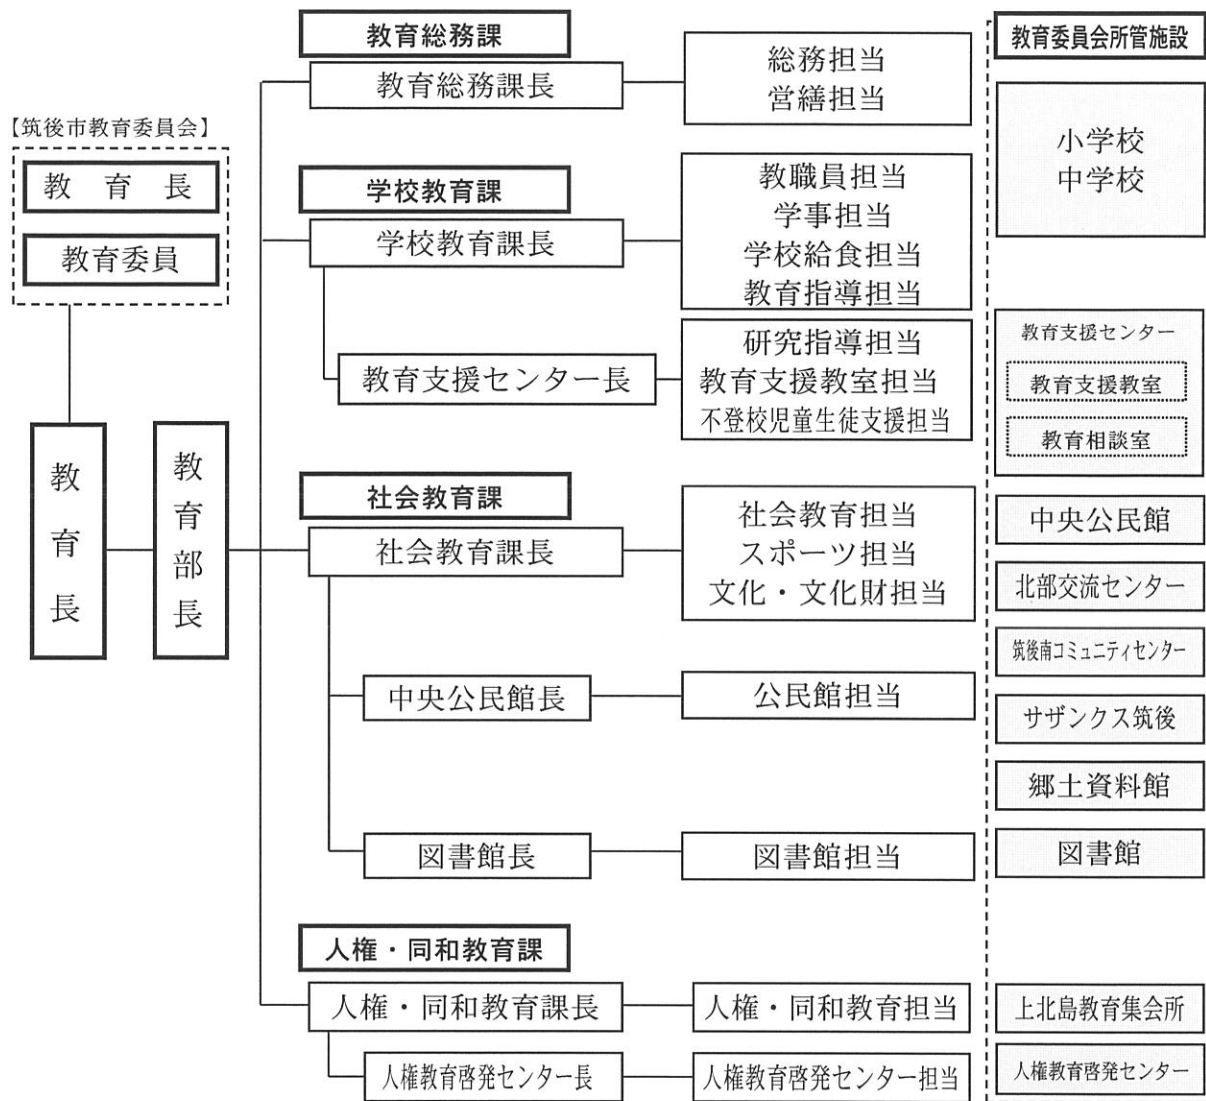 【筑後市教育委員会】
教　育　長
教育委員
教育長
教育部長
教育総務課
教育総務課長
総務担当
営繕担当
学校教育課
学校教育課長
教職員担当
学事担当
学校給食担当
教育指導担当
教育支援センター長
研究指導担当
教育支援教室担当
不登校児童生徒支援担当
社会教育課
社会教育課長
社会教育担当
スポーツ担当
文化・文化財担当
中央公民館長
公民館担当
図書館長
図書館担当
人権・同和教育課
人権・同和教育課長
人権・同和教育担当
人権教育啓発センター長
人権教育啓発センター担当
教育委員会所管施設
小学校
中学校
教育支援センター
教育支援教室
教育相談室
中央公民館
北部交流センター
筑後南コミュニティセンター
サザンクス筑後
郷土資料館
図書館
上北島教育集会所
人権教育啓発センター